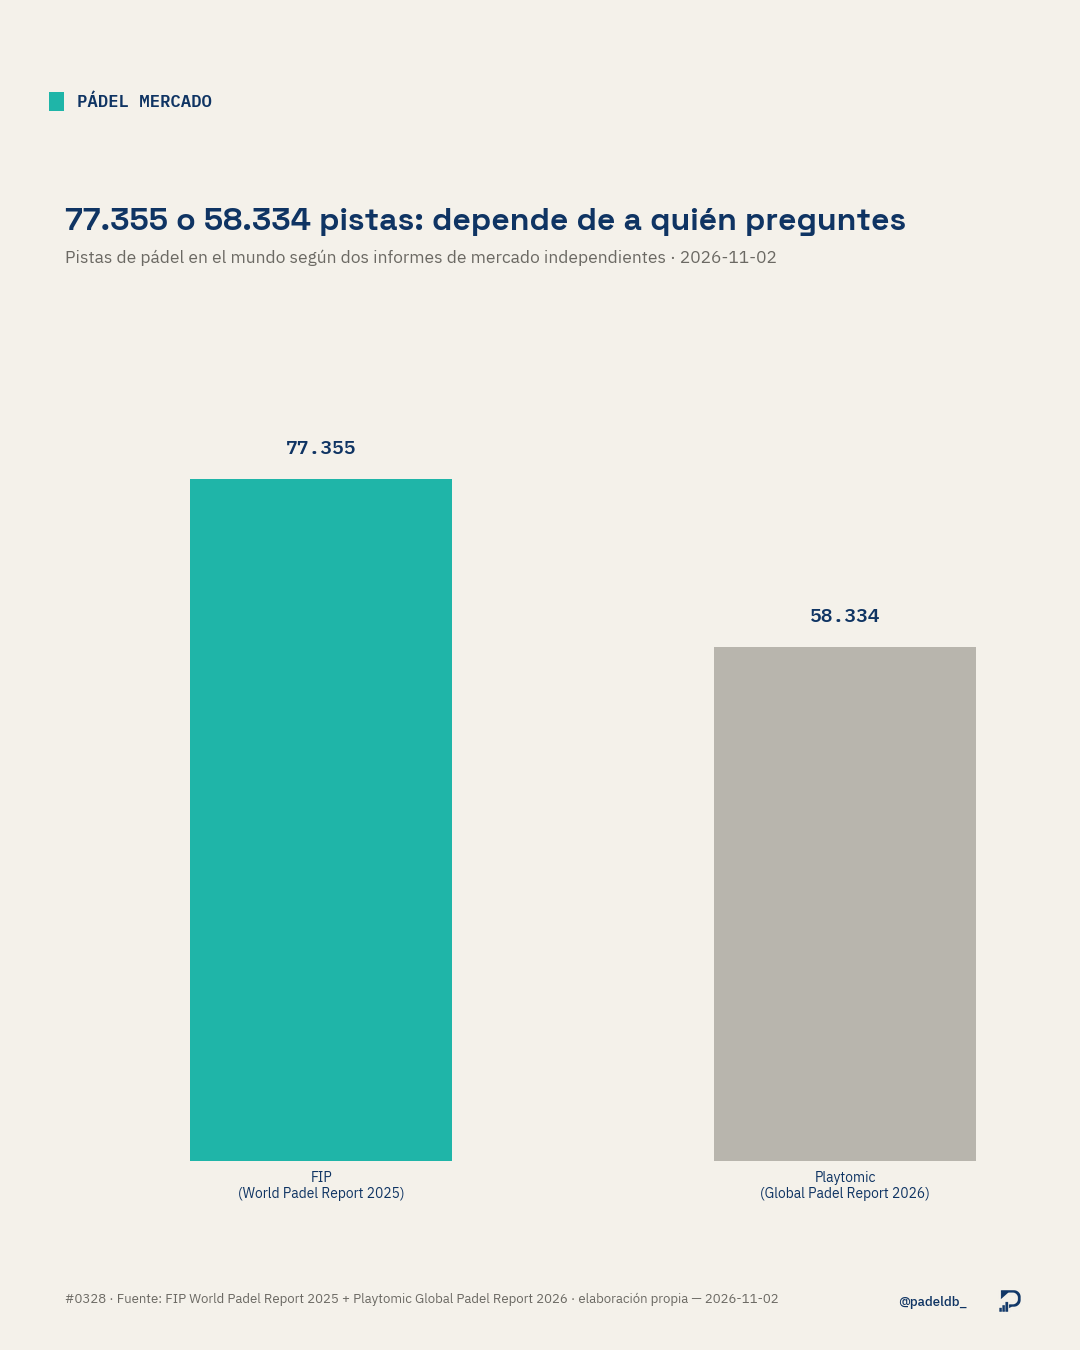 PÁDEL MERCADO
77.355 o 58.334 pistas: depende de a quién preguntes
Pistas de pádel en el mundo según dos informes de mercado independientes · 2026-11-02
77.355
58.334
FIP
(World Padel Report 2025)
Playtomic
(Global Padel Report 2026)
#0328 · Fuente: FIP World Padel Report 2025 + Playtomic Global Padel Report 2026 · elaboración propia — 2026-11-02
@padeldb_